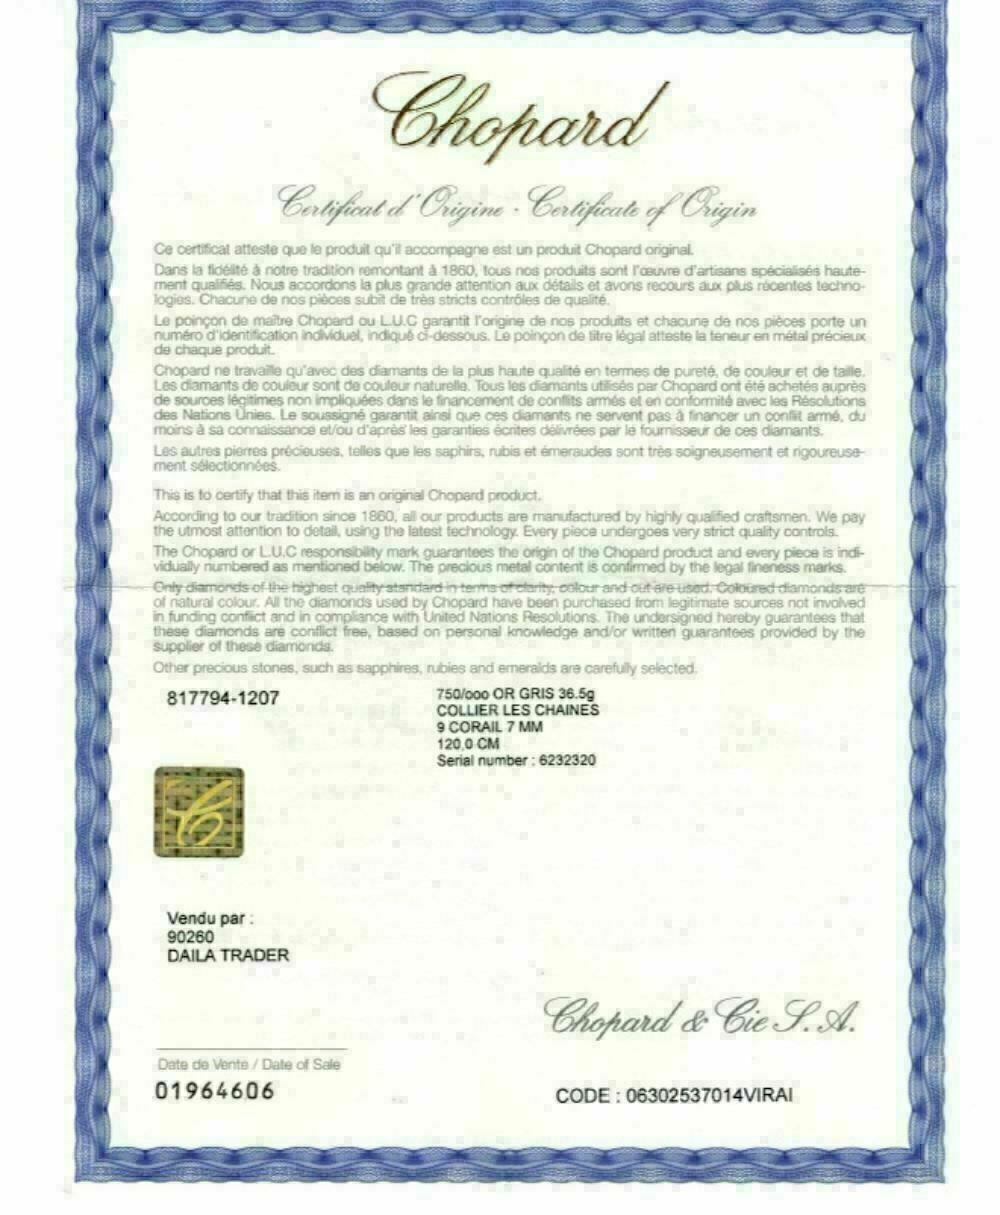 Chopard
Certificat d'Origine - Certificate of Origin
Ce certificat atteste que le produit qu'il accompagne est un produit Chopard original.
Dans la fidélité à notre tradition remontant à 1860, tous nos produits sont l'œuvre d'artisans spécialisés haute-
ment qualifiés. Nous accordons la plus grande attention aux détails et avons recours aux plus récentes techno-
logies. Chacune de nos pièces subit de très stricts contrôles de qualité.
Le poinçon de maître Chopard ou L.U.C garantit l'origine de nos produits et chacune de nos pièces porte un
numéro d'identification individuel, indiqué ci-dessous. Le poinçon de titre légal atteste la teneur en métal précieux
de chaque produit.
Chopard ne travaille qu'avec des diamants de la plus haute qualité en termes de pureté, de couleur et de taille.
Les diamants de couleur sont de couleur naturelle. Tous les diamants utilisés par Chopard ont été achetés auprès
de sources légitimes non impliquées dans le financement de conflits armés et en conformité avec les Résolutions
des Nations Unies. Le soussigné garantit ainsi que ces diamants ne servent pas à financer un conflit armé, du
moins à sa connaissance et/ou d'après les garanties écrites délivrées par le fournisseur de ces diamants.
Les autres pierres précieuses, telles que les saphirs, rubis et émeraudes sont très soigneusement et rigoureuse-
ment sélectionnées.
This is to certify that this item is an original Chopard product.
According to our tradition since 1860, all our products are manufactured by highly qualified craftsmen. We pay
the utmost attention to detail, using the latest technology. Every piece undergoes very strict quality controls.
The Chopard or L.U.C responsibility mark guarantees the origin of the Chopard product and every piece is indi-
vidually numbered as mentioned below. The precious metal content is confirmed by the legal fineness marks.
Only diamonds of the highest quality standard in terms of clarity, colour and cut are used. Coloured diamonds are
of natural colour. All the diamonds used by Chopard have been purchased from legitimate sources not involved
in funding conflict and in compliance with United Nations Resolutions. The undersigned hereby guarantees that
these diamonds are conflict free, based on personal knowledge and/or written guarantees provided by the
supplier of these diamonds.
Other precious stones, such as sapphires, rubies and emeralds are carefully selected.
817794-1207
750/ooo OR GRIS 36.5g
COLLIER LES CHAINES
9 CORAIL 7 MM
120,0 CM
Serial number : 6232320
Vendu par :
90260
DAILA TRADER
Chopard & Cie S.A.
Date de Vente / Date of Sale
01964606
CODE : 06302537014VIRAI